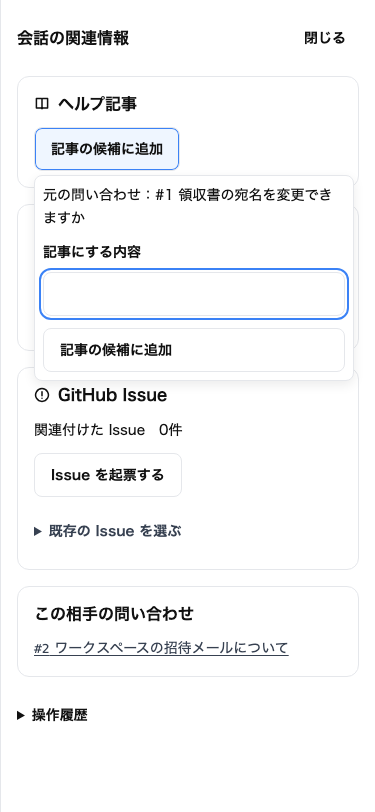 会話の関連情報
閉じる
ヘルプ記事
記事の候補に追加
元の問い合わせ：#1 領収書の宛名を変更でき
ますか
記事にする内容
記事の候補に追加
GitHub Issue
関連付けた Issue 0件
Issue を起票する
▶ 既存の Issue を選ぶ
この相手の問い合わせ
#2 ワークスペースの招待メールについて
▶ 操作履歴